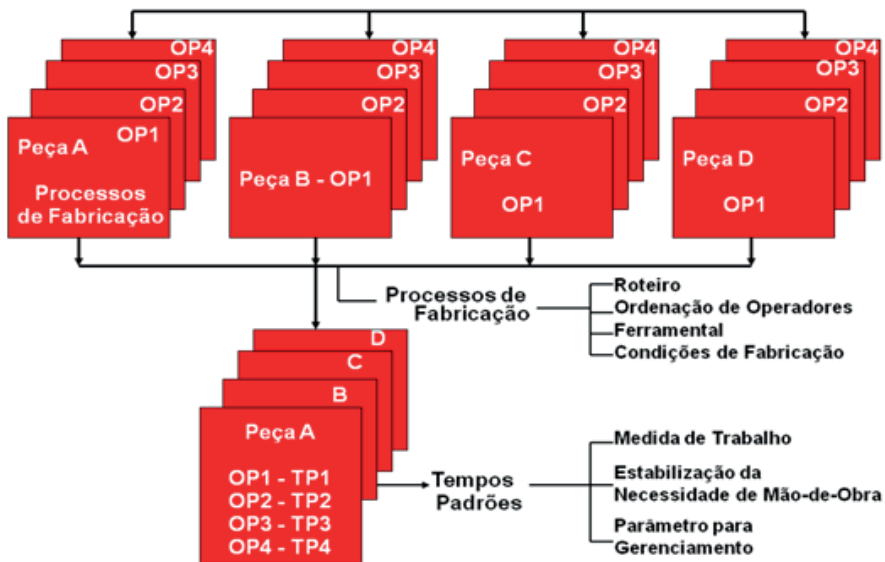 OP4
OP3
OP2
OP1
Peça A
Processos
de Fabricação
OP4
OP3
OP2
Peça B - OP1
OP4
OP3
OP2
Peça C
OP1
OP4
OP3
OP2
Peça D
OP1
Processos de
Fabricação
Roteiro
Ordenação de Operadores
Ferramental
Condições de Fabricação
D
C
B
Peça A
OP1 - TP1
OP2 - TP2
OP3 - TP3
OP4 - TP4
Tempos
Padrões
Medida de Trabalho
Estabilização da
Necessidade de Mão-de-Obra
Parâmetro para
Gerenciamento